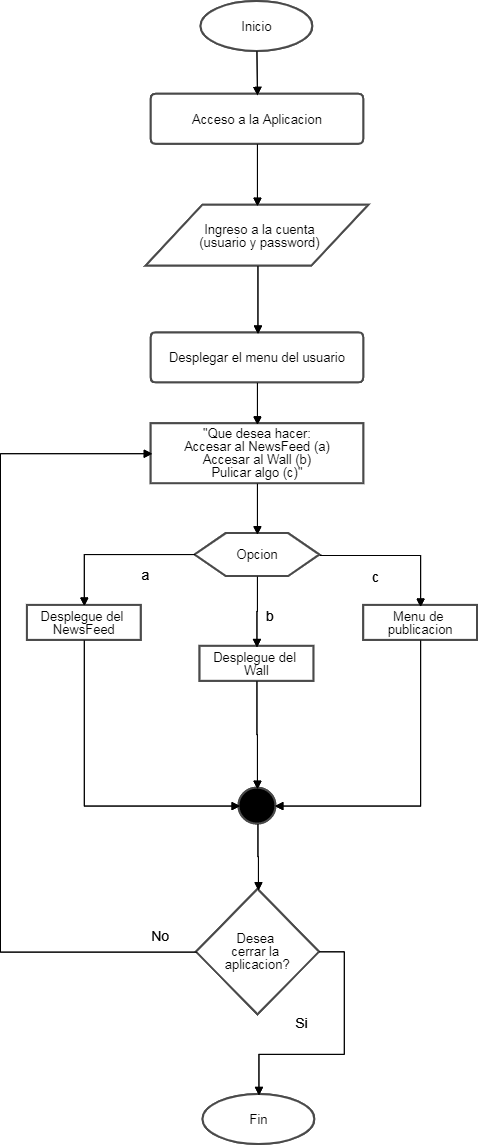 Inicio
Acceso a la Aplicacion
Ingreso a la cuenta
(usuario y password)
Desplegar el menu del usuario
"Que desea hacer:
Accesar al NewsFeed (a)
Accesar al Wall (b)
Pulicar algo (c)"
Opcion
a
b
c
Desplegue del
NewsFeed
Desplegue del
Wall
Menu de
publicacion
Desea
cerrar la
aplicacion?
No
Si
Fin